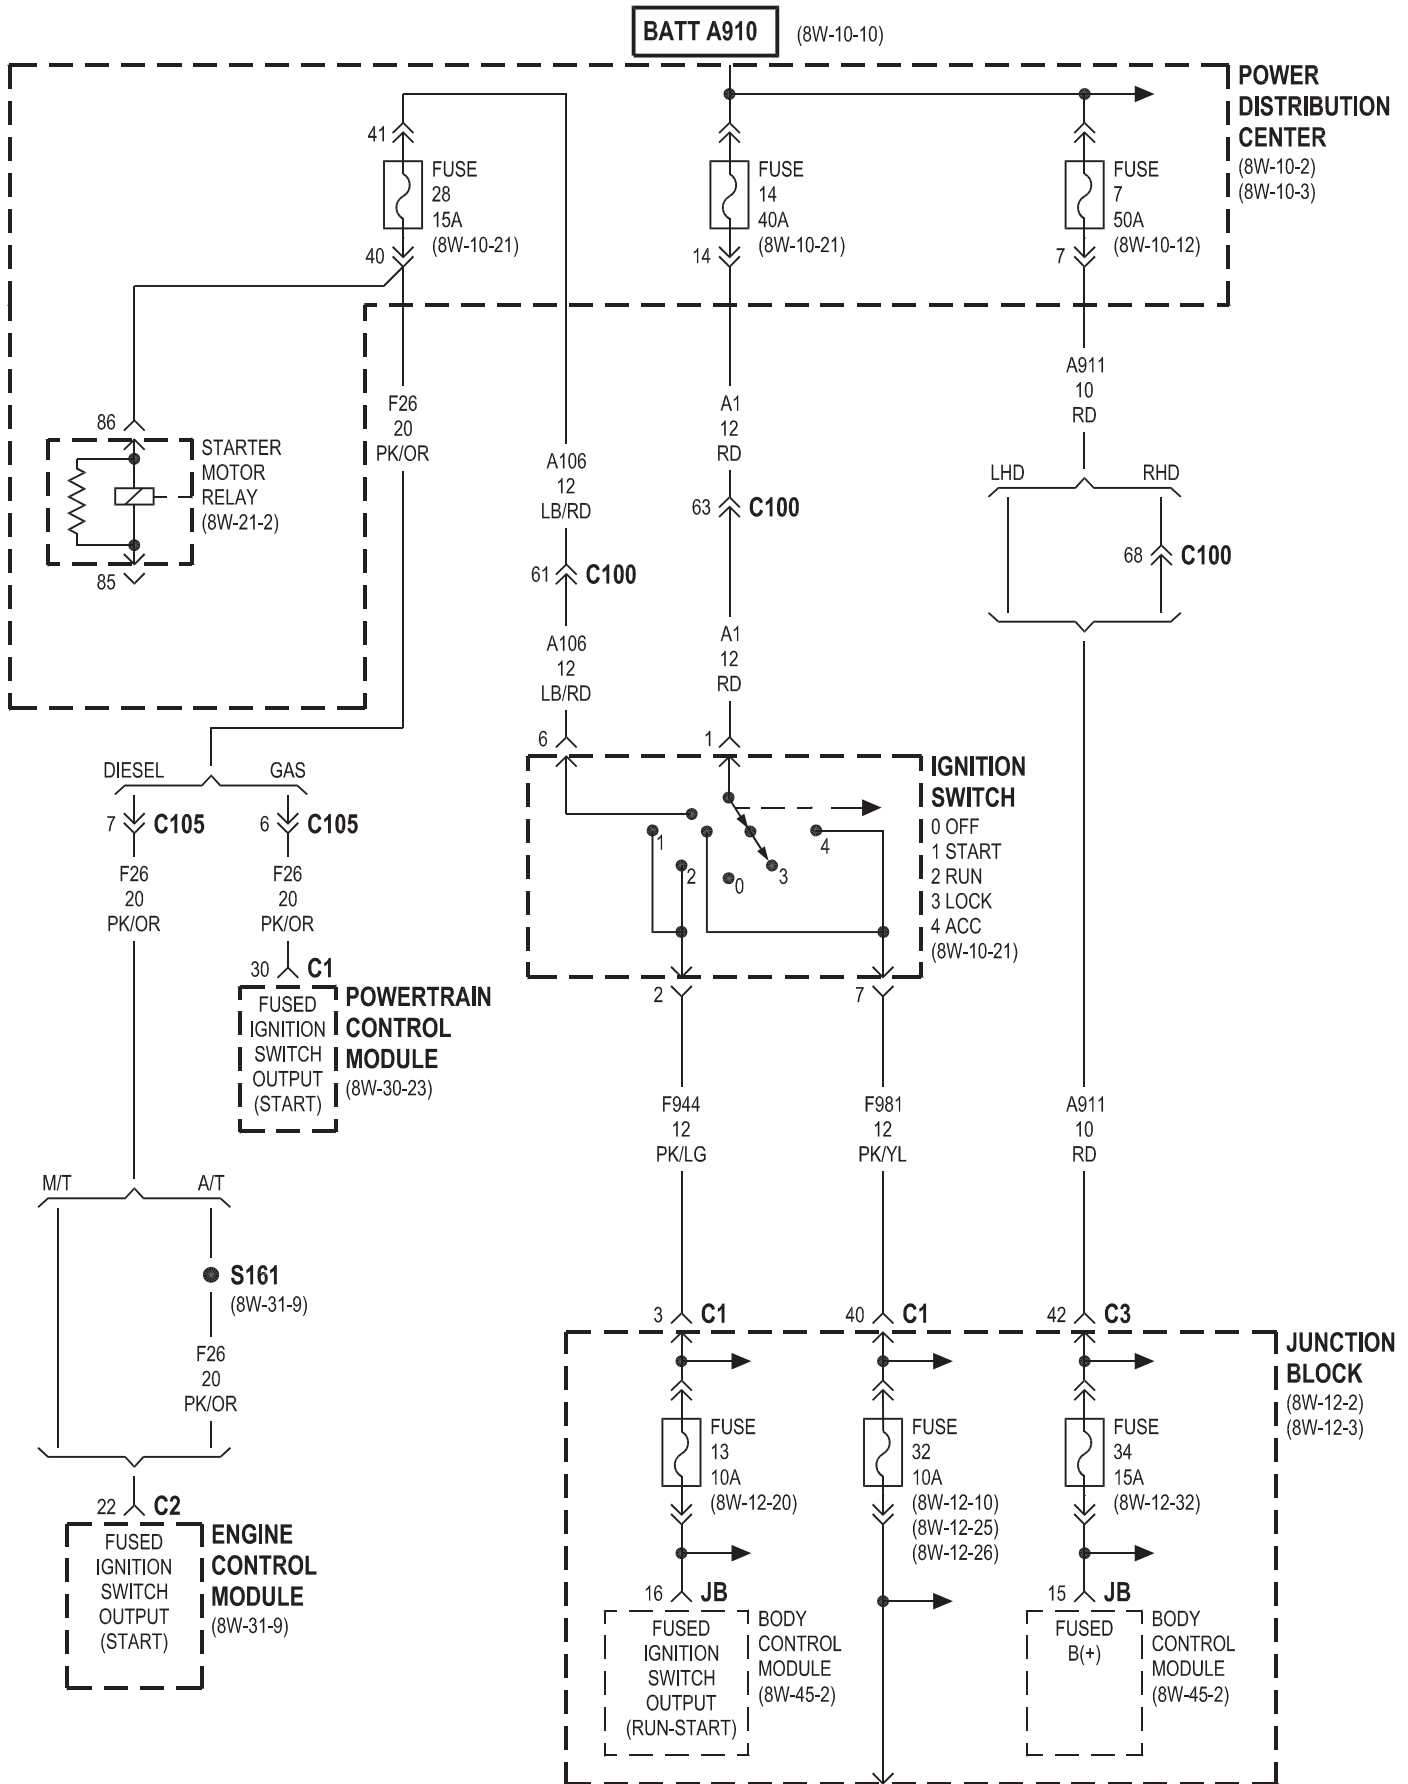 BATT A910 (8W-10-10)
POWER
DISTRIBUTION
CENTER
(8W-10-2)
(8W-10-3)
41
FUSE
28
15A
(8W-10-21)
40
FUSE
14
40A
(8W-10-21)
14
FUSE
7
50A
(8W-10-12)
7
86
STARTER
MOTOR
RELAY
(8W-21-2)
85
F26
20
PK/OR
A106
12
LB/RD
61 C100
A106
12
LB/RD
A1
12
RD
63 C100
A1
12
RD
A911
10
RD
LHD RHD
68 C100
6
1
IGNITION
SWITCH
0 OFF
1 START
2 RUN
3 LOCK
4 ACC
(8W-10-21)
1
2
0
3
4
2
7
DIESEL GAS
7 C105
6 C105
F26
20
PK/OR
F26
20
PK/OR
30 C1
FUSED
IGNITION
SWITCH
OUTPUT
(START)
POWERTRAIN
CONTROL
MODULE
(8W-30-23)
M/T A/T
S161
(8W-31-9)
F26
20
PK/OR
22 C2
FUSED
IGNITION
SWITCH
OUTPUT
(START)
ENGINE
CONTROL
MODULE
(8W-31-9)
F944
12
PK/LG
F981
12
PK/YL
A911
10
RD
3 C1
40 C1
42 C3
JUNCTION
BLOCK
(8W-12-2)
(8W-12-3)
FUSE
13
10A
(8W-12-20)
FUSE
32
10A
(8W-12-10)
(8W-12-25)
(8W-12-26)
FUSE
34
15A
(8W-12-32)
16 JB
FUSED
IGNITION
SWITCH
OUTPUT
(RUN-START)
BODY
CONTROL
MODULE
(8W-45-2)
15 JB
FUSED
B(+)
BODY
CONTROL
MODULE
(8W-45-2)